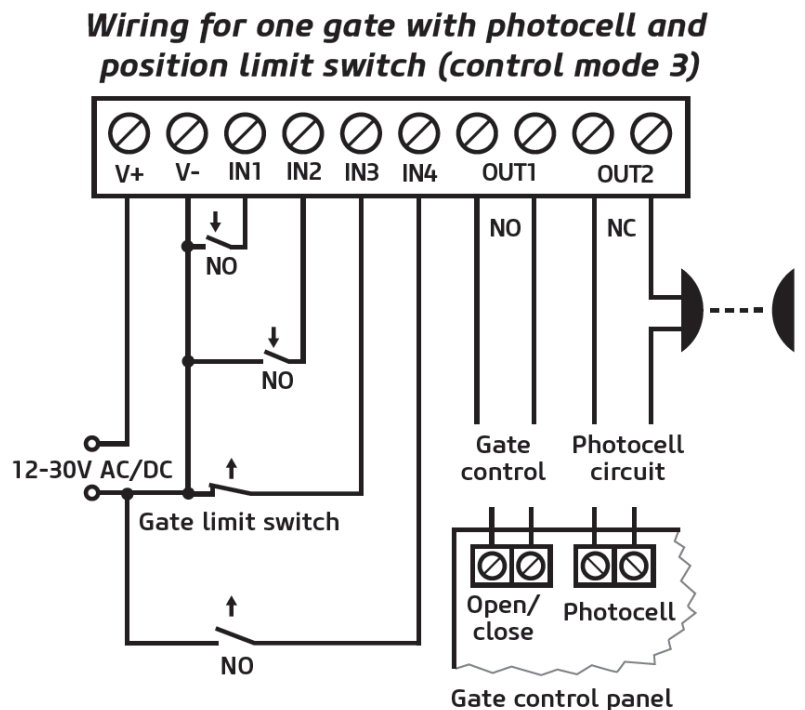 Wiring for one gate with photocell and
position limit switch (control mode 3)
V+ V- IN1 IN2 IN3 IN4 OUT1 OUT2
NO
NO
NC
NO
12-30V AC/DC
Gate limit switch
NO
Gate
control
Photocell
circuit
Open/
close
Photocell
Gate control panel